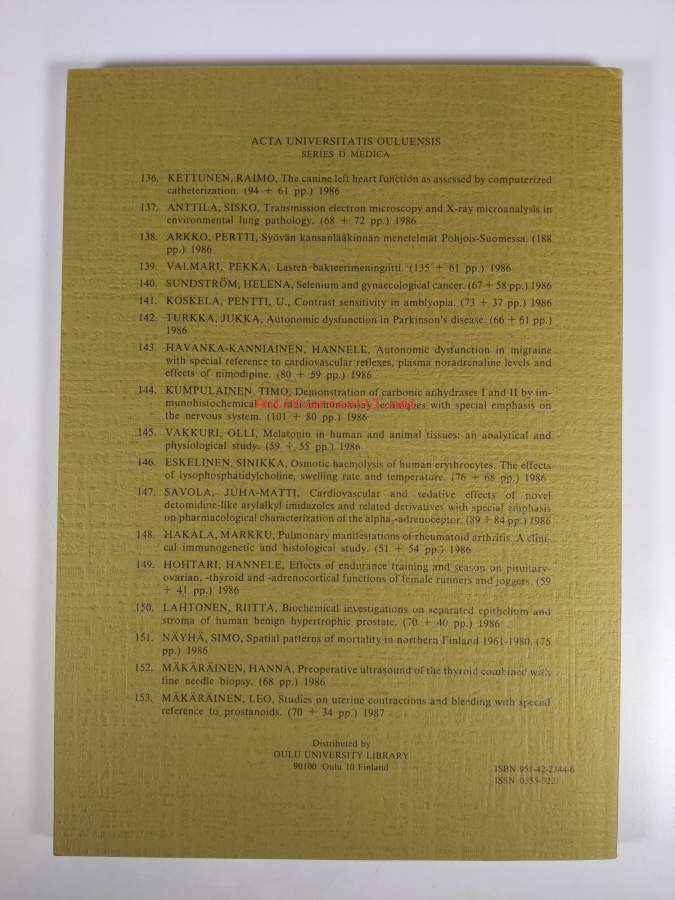 ACTA UNIVERSITATIS OULUENSIS
SERIES D MEDICA
136. KETTUNEN, RAIMO, The canine left heart function as assessed by computerized
catheterization. (94 + 61 pp.) 1986
137. ANTTILA, SISKO, Transmission electron microscopy and X-ray microanalysis in
environmental lung pathology. (68 + 72 pp.) 1986
138. ARKKO, PERTTI, Syövän kansanlääkinnän menetelmät Pohjois-Suomessa. (188
pp.) 1986
139. VALMARI, PEKKA, Lasten bakteerimeningiitti. (135 + 61 pp.) 1986
140. SUNDSTRÖM, HELENA, Selenium and gynaecological cancer. (67 + 58 pp.) 1986
141. KOSKELA, PENTTI, U., Contrast sensitivity in amblyopia. (73 + 37 pp.) 1986
142. TURKKA, JUKKA, Autonomic dysfunction in Parkinson's disease. (66 + 61 pp.)
1986
143. HAVANKA-KANNIAINEN, HANNELE, Autonomic dysfunction in migraine
with special reference to cardiovascular reflexes, plasma noradrenaline levels and
effects of nimodipine. (80 + 59 pp.) 1986
144. KUMPULAINEN, TIMO, Demonstration of carbonic anhydrases I and II by im-
munohistochemical and radioimmunoassay techniques with special emphasis on
the nervous system. (101 + 80 pp.) 1986
145. VAKKURI, OLLI, Melatonin in human and animal tissues: an analytical and
physiological study. (59 + 55 pp.) 1986
146. ESKELINEN, SINIKKA, Osmotic haemolysis of human erythrocytes. The effects
of lysophosphatidylcholine, swelling rate and temperature. (76 + 68 pp.) 1986
147. SAVOLA, JUHA-MATTI, Cardiovascular and sedative effects of novel
detomidine-like arylalkyl imidazoles and related derivatives with special emphasis
on pharmacological characterization of the alpha₂-adrenoceptor. (89 + 84 pp.) 1986
148. HAKALA, MARKKU, Pulmonary manifestations of rheumatoid arthritis. A clini-
cal immunogenetic and histological study. (51 + 54 pp.) 1986
149. HOHTARI, HANNELE, Effects of endurance training and season on pituitary-
ovarian, -thyroid and -adrenocortical functions of female runners and joggers. (59
+ 41 pp.) 1986
150. LAHTONEN, RIITTA, Biochemical investigations on separated epithelium and
stroma of human benign hypertrophic prostate. (70 + 40 pp.) 1986
151. NÄYHÄ, SIMO, Spatial patterns of mortality in northern Finland 1961-1980. (75
pp.) 1986
152. MÄKÄRÄINEN, HANNA, Preoperative ultrasound of the thyroid combined with
fine needle biopsy. (68 pp.) 1986
153. MÄKÄRÄINEN, LEO, Studies on uterine contractions and bleeding with special
reference to prostanoids. (70 + 34 pp.) 1987
Distributed by
OULU UNIVERSITY LIBRARY
90100 Oulu 10 Finland
ISBN 951-42-2344-6
ISSN 0355-3221